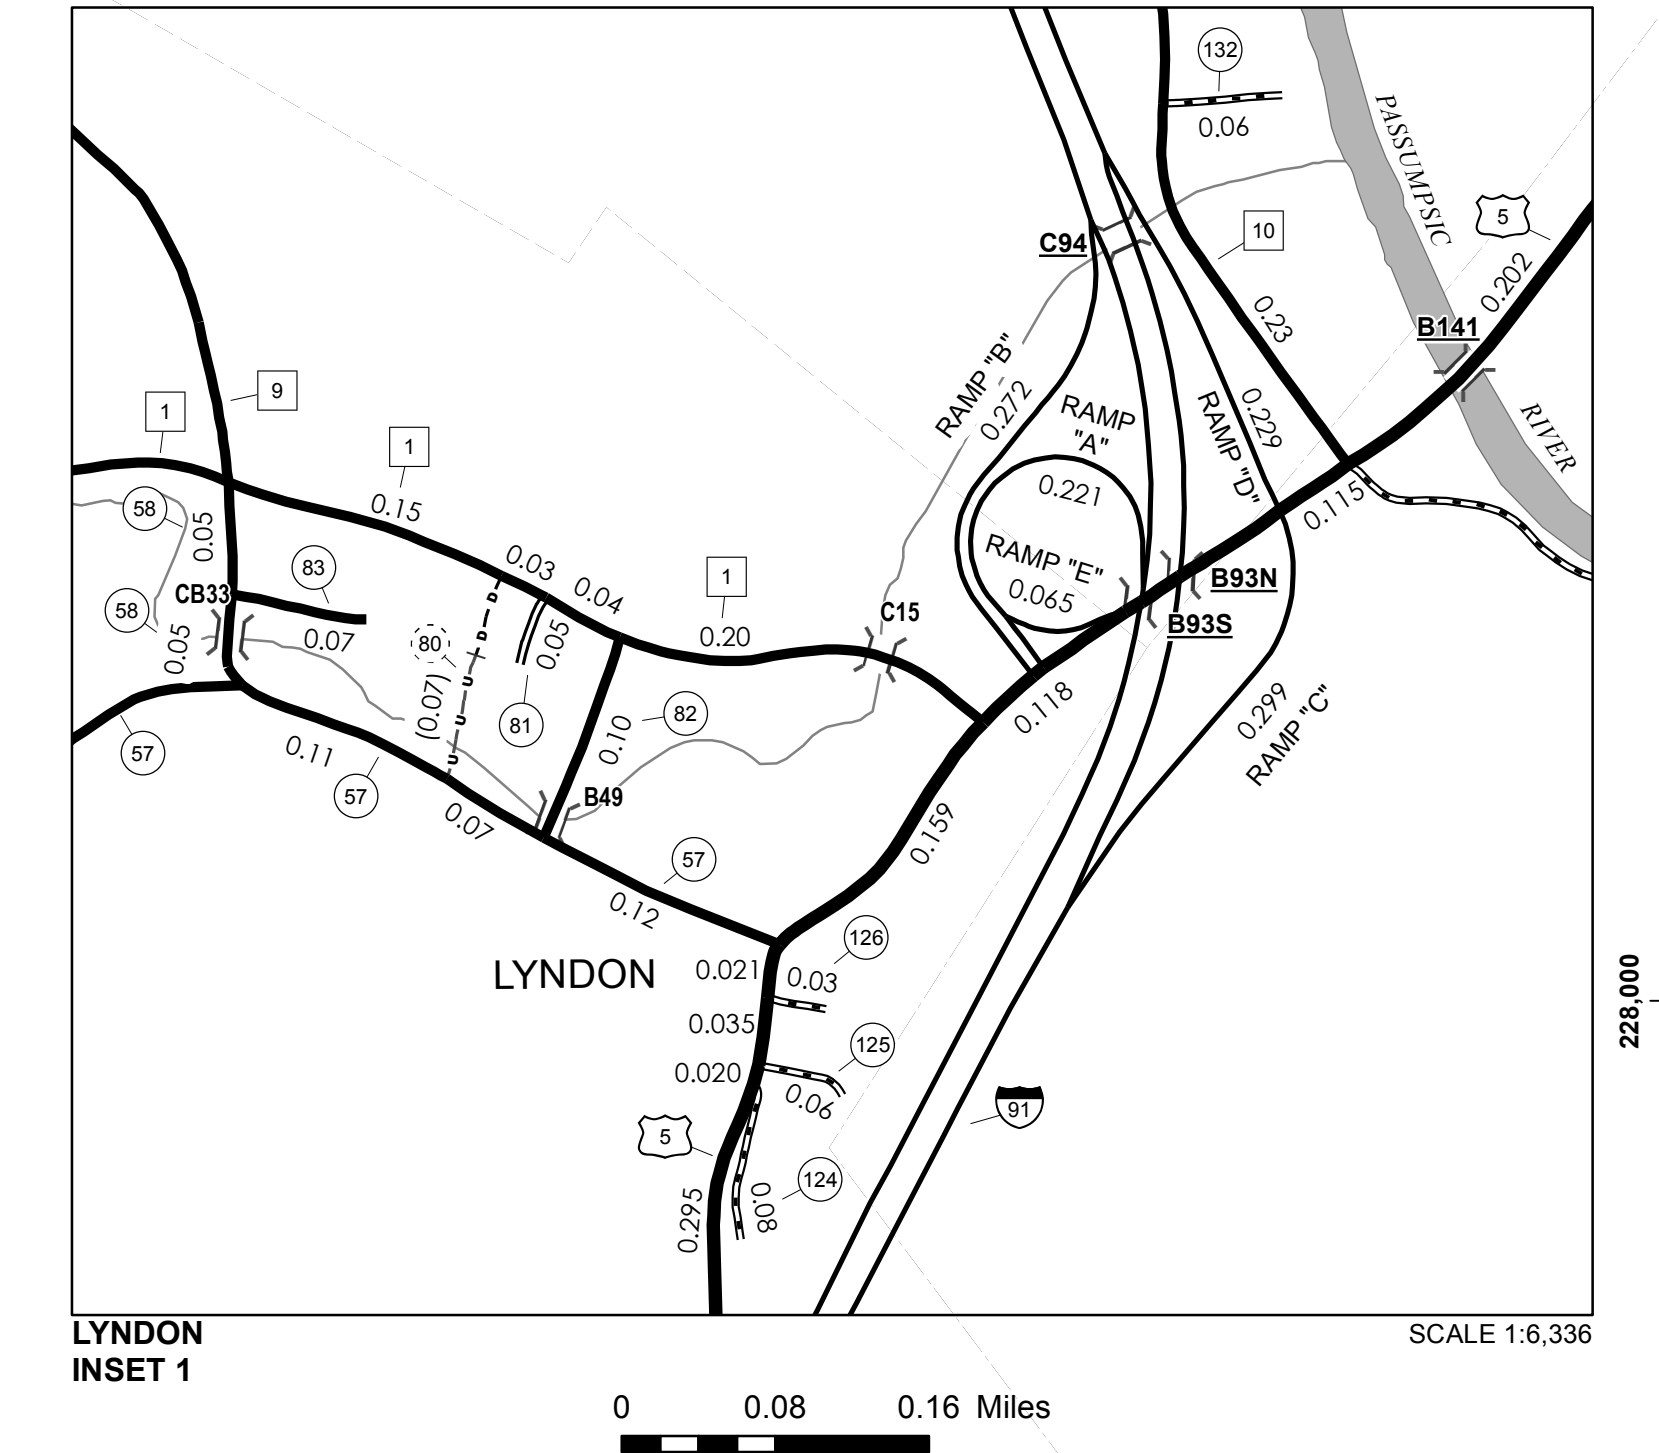 132
0.06
PASSUMPSIC
5
10
C94
0.202
0.23
B141
RAMP "B"
0.272
RAMP
"A"
RAMP "D"
0.229
RIVER
9
1
1
0.15
0.221
0.115
58
0.05
0.03
RAMP "E"
83
0.04
1
0.065
B93N
CB33
58
C15
B93S
0.05
0.07
80
0.05
0.20
(0.07)
D
D
U
U
U
U
81
82
0.10
0.118
0.299
RAMP "C"
57
0.11
57
B49
0.07
0.159
57
0.12
126
LYNDON
0.021
0.03
228,000
0.035
125
0.020
0.06
91
5
124
0.295
0.08
LYNDON
INSET 1
SCALE 1:6,336
0 0.08 0.16 Miles